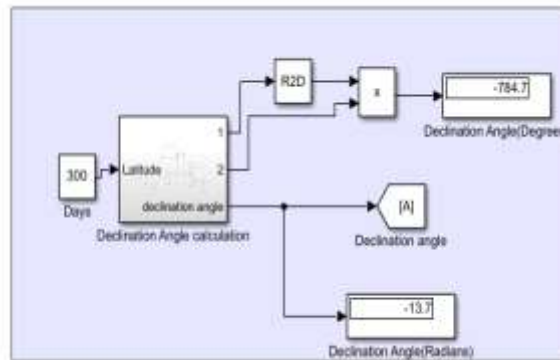 R2D
x
-784.7
Declination Angle(Degree
1
300
Latitude
2
declination angle
Days
Declination Angle calculation
[A]
Declination angle
-13.7
Declination Angle(Radians)